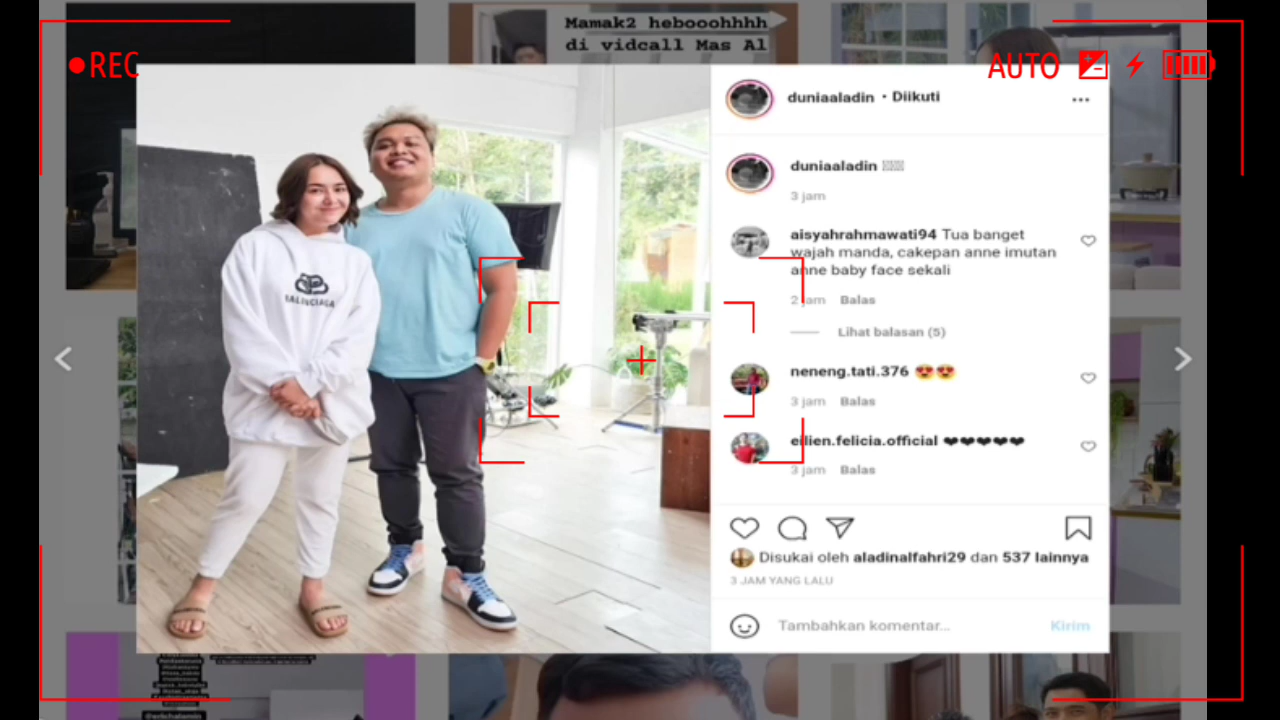 Mamak2 hebooohhhh
di vidcall Mas Al
REC
AUTO
duniaaladin • Diikuti
duniaaladin
3 jam
aisyahrahmawati94 Tua banget
wajah manda, cakepan anne imutan
anne baby face sekali
2 jam Balas
Lihat balasan (5)
neneng.tati.376 😍😍
3 jam Balas
eilien.felicia.official ❤❤❤❤❤
3 jam Balas
Disukai oleh aladinalfahri29 dan 537 lainnya
3 JAM YANG LALU
Tambahkan komentar...
Kirim